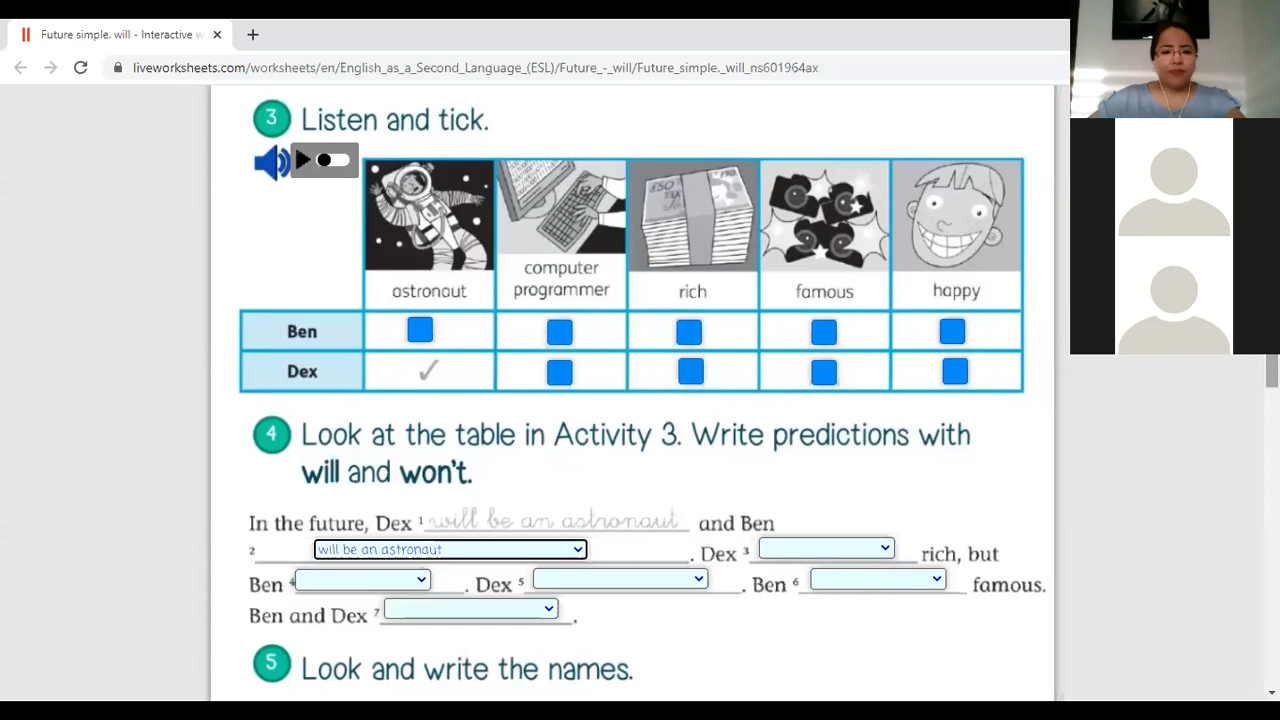 Future simple. will - Interactive w
liveworksheets.com/worksheets/en/English_as_a_Second_Language_(ESL)/Future_-_will/Future_simple._will_ns601964ax
3 Listen and tick.
astronaut
computer programmer
rich
famous
happy
Ben
Dex
4 Look at the table in Activity 3. Write predictions with
will and won't.
In the future, Dex 1 will be an astronaut and Ben
2 will be an astronaut . Dex 3 rich, but
Ben 4 . Dex 5 . Ben 6 famous.
Ben and Dex 7 .
5 Look and write the names.